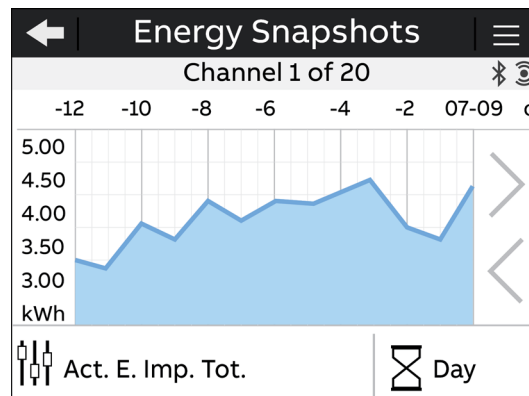 Energy Snapshots
Channel 1 of 20
-12 -10 -8 -6 -4 -2 07-09
5.00
4.50
4.00
3.50
3.00
kWh
Act. E. Imp. Tot.
Day